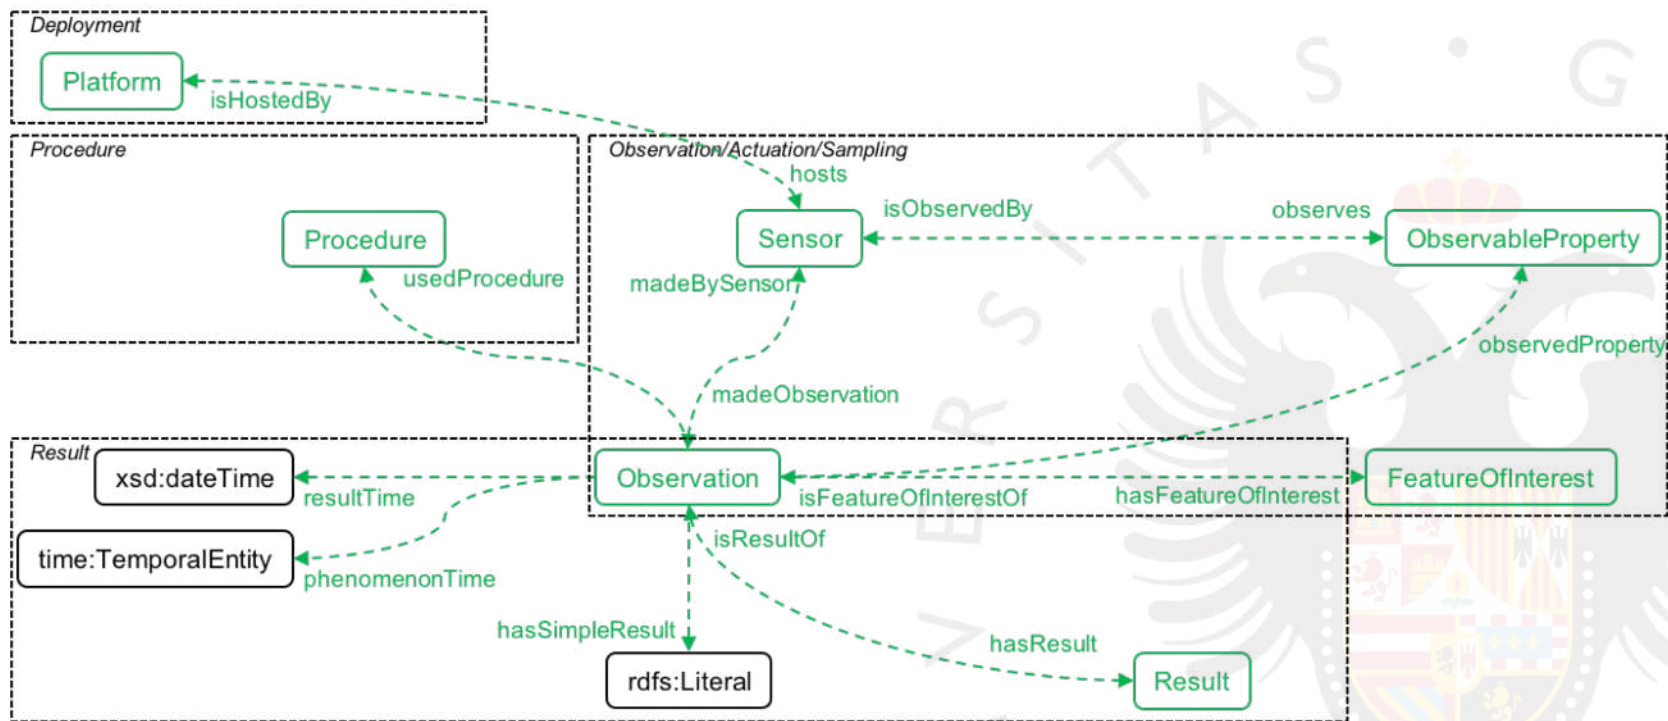 Deployment
Platform
isHostedBy
Procedure
Observation/Actuation/Sampling
hosts
isObservedBy
observes
Procedure
Sensor
ObservableProperty
usedProcedure
madeBySensor
observedProperty
madeObservation
Result
xsd:dateTime
Observation
FeatureOfInterest
resultTime
isFeatureOfInterestOf
hasFeatureOfInterest
isResultOf
time:TemporalEntity
phenomenonTime
hasSimpleResult
hasResult
rdfs:Literal
Result
VERSITAS · G